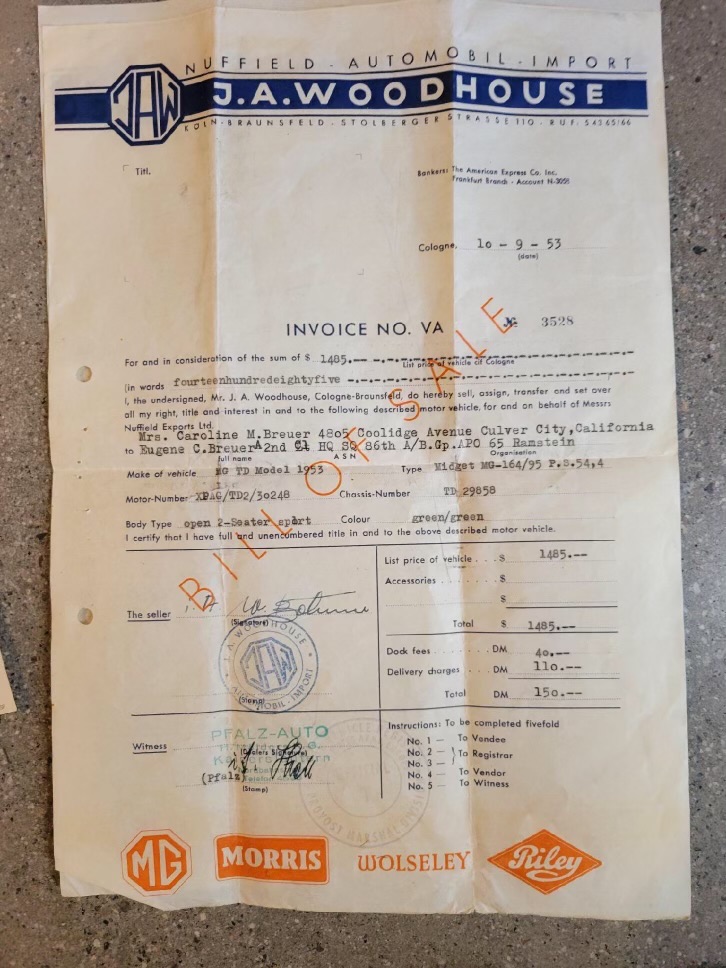 NUFFIELD - AUTOMOBIL - IMPORT
JAW J.A.WOODHOUSE
KÖLN-BRAUNSFELD - STOLBERGER STRASSE 110 - RUF: 54365/66
Titl.
Bankers: The American Express Co. Inc.
Frankfurt Branch - Account N-3051
Cologne, 10 - 9 - 53
(date)
INVOICE NO. VA № 3528
BILL OF SALE
For and in consideration of the sum of $ 1485.--
List price of vehicle cif Cologne
(in words fourteenhundredeightyfive
I, the undersigned, Mr. J. A. Woodhouse, Cologne-Braunsfeld, do hereby sell, assign, transfer and set over
all my right, title and interest in and to the following described motor vehicle, for and on behalf of Messrs
Nuffield Exports Ltd.
Mrs. Caroline M.Breuer 4805 Coolidge Avenue Culver City,California
to Eugene C.Breuer A 2nd Lt HQ SQ 86th A/B.Gp.APO 65 Ramstein
full name ASN Organisation
Make of vehicle MG TD Model 1953 Type Midget MG-164/95 P.S.54,4
Motor-Number XPAG/TD2/30248 Chassis-Number TD 29858
Body Type open 2-Seater sport Colour green/green
I certify that I have full and unencumbered title in and to the above described motor vehicle.
List price of vehicle . . . $ 1485.--
Accessories . . . . . . $
$
Total $ 1485.--
The seller
(Signature)
J.A. WOODHOUSE
JAW
AUTOMOBIL-IMPORT
(Stamp)
Dock fees . . . . . . . DM 40.--
Delivery charges . . . DM 110.--
Total DM 150.--
Witness
PFALZ-AUTO
(Dealers Signature)
(Pfalz)
(Stamp)
PROVOST MARSHAL
Instructions: To be completed fivefold
No. 1 — To Vendee
No. 2 — To Registrar
No. 3 —
No. 4 — To Vendor
No. 5 — To Witness
MG MORRIS WOLSELEY Riley